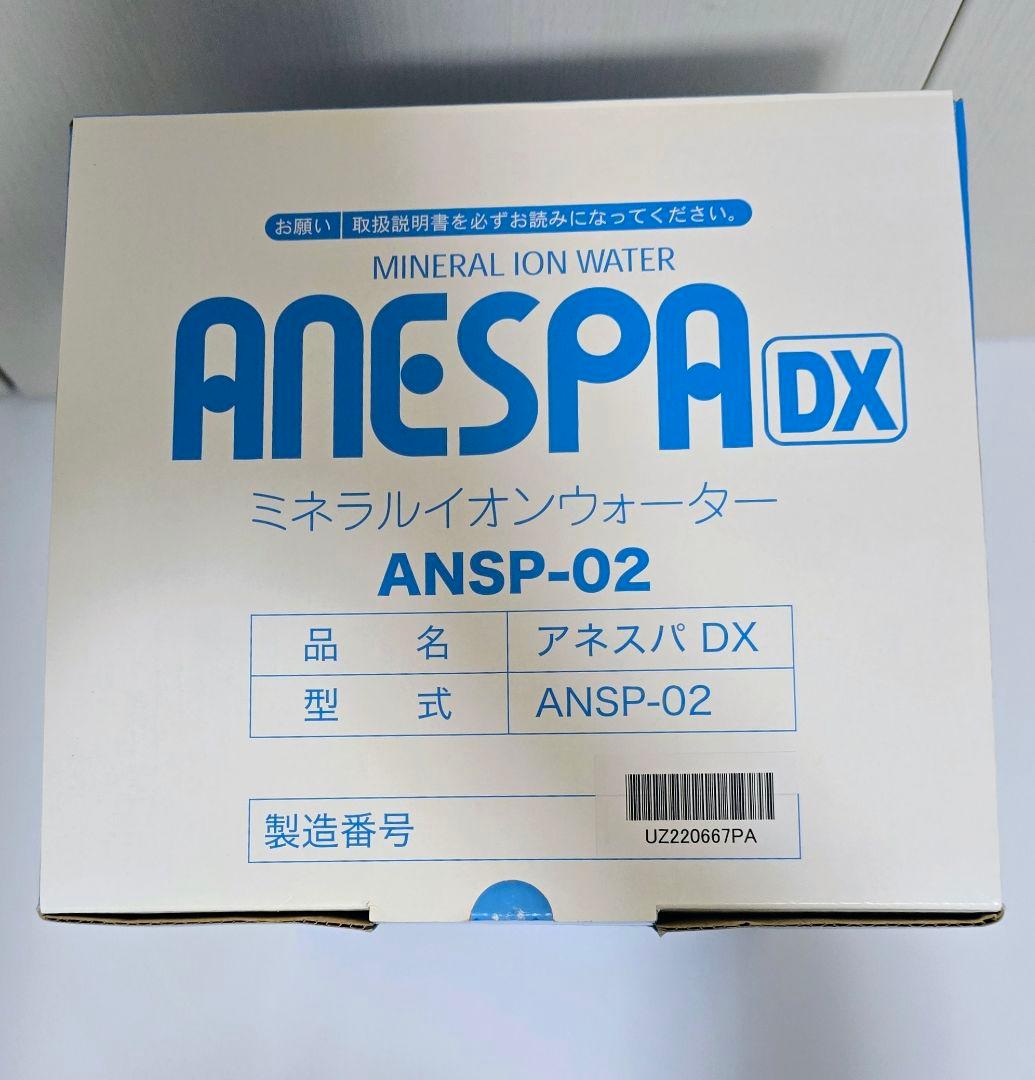 お願い 取扱説明書を必ずお読みになってください。
MINERAL ION WATER
ANESPA DX
ミネラルイオンウォーター
ANSP-02
品名 アネスパ DX
型式 ANSP-02
製造番号
UZ220667PA